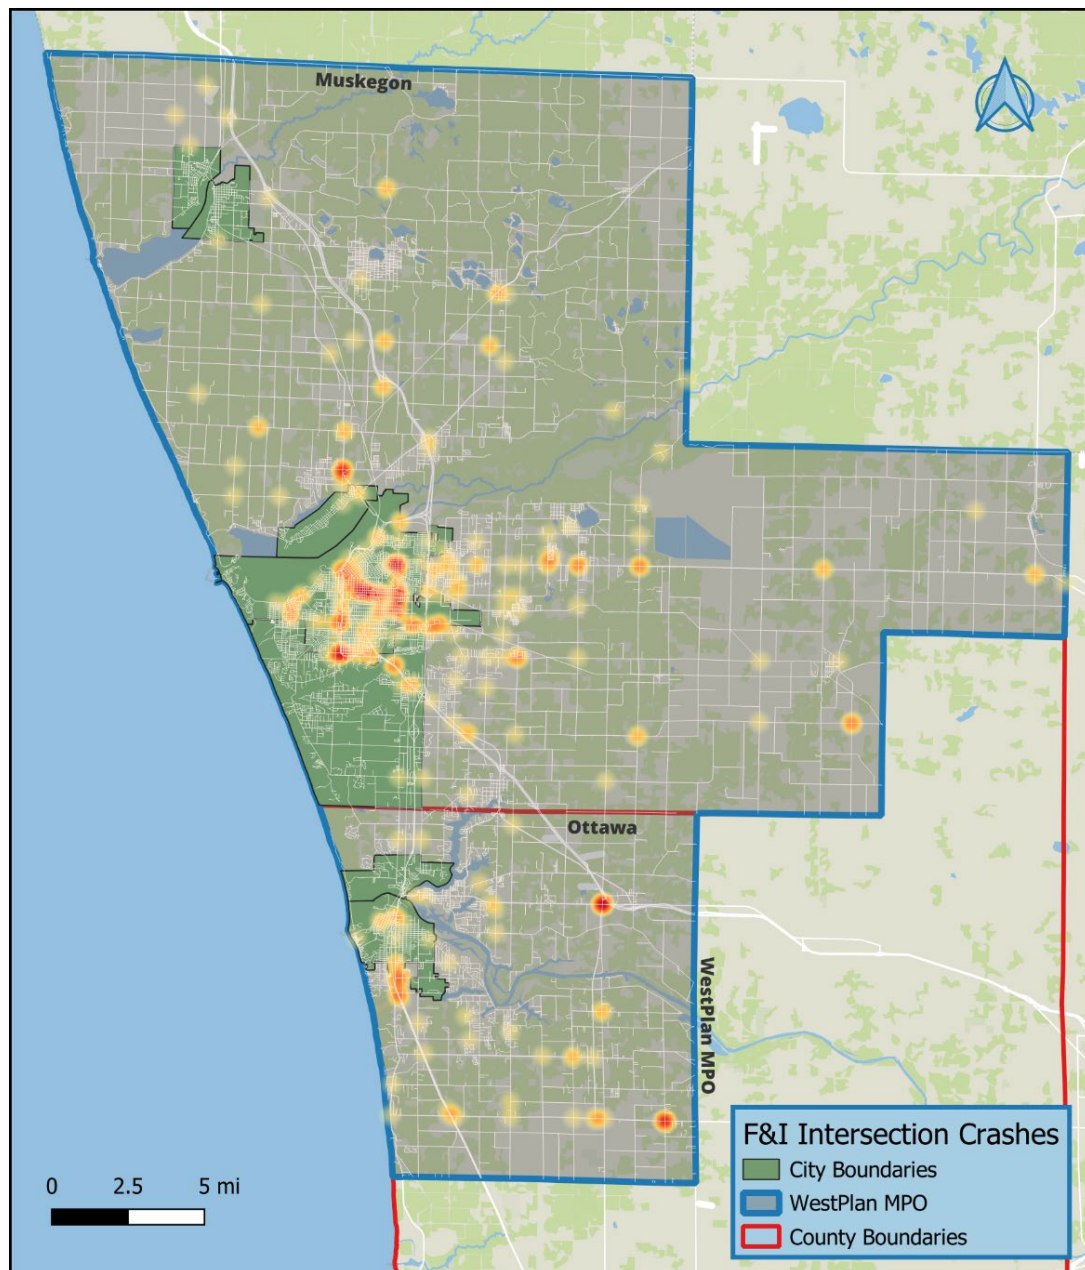 Muskegon
Ottawa
WestPlan MPO
0 2.5 5 mi
F&I Intersection Crashes
City Boundaries
WestPlan MPO
County Boundaries